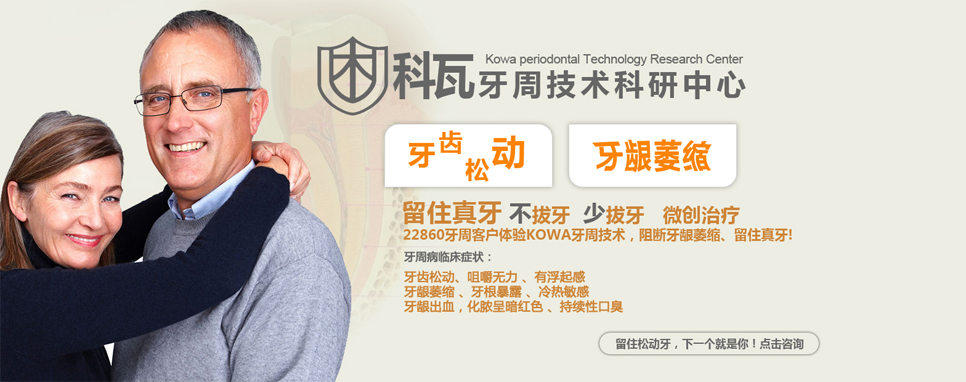 Kowa periodontal Technology Research Center
科瓦牙周技术科研中心
牙齿松动
牙龈萎缩
留住真牙 不拔牙 少拔牙 微创治疗
22860牙周客户体验KOWA牙周技术，阻断牙龈萎缩、留住真牙!
牙周病临床症状：
牙齿松动、咀嚼无力 、有浮起感
牙龈萎缩 、牙根暴露 、冷热敏感
牙龈出血，化脓呈暗红色 、持续性口臭
留住松动牙，下一个就是你！点击咨询